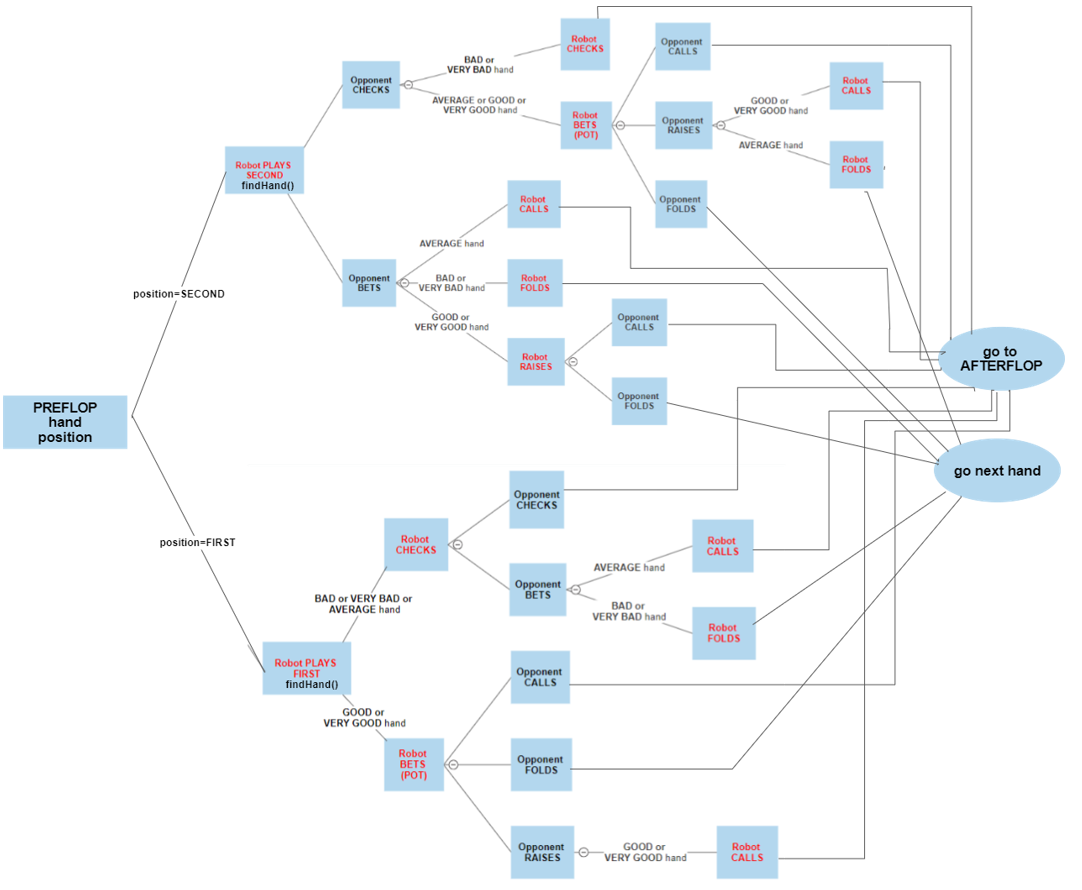 PREFLOP
hand
position
position=SECOND
position=FIRST
Robot PLAYS
SECOND
findHand()
Opponent
CHECKS
BAD or
VERY BAD hand
Robot
CHECKS
AVERAGE or GOOD or
VERY GOOD hand
Robot
BETS
(POT)
Opponent
CALLS
Opponent
RAISES
GOOD or
VERY GOOD hand
Robot
CALLS
AVERAGE hand
Robot
FOLDS
Opponent
FOLDS
Opponent
BETS
AVERAGE hand
Robot
CALLS
BAD or
VERY BAD hand
Robot
FOLDS
GOOD or
VERY GOOD hand
Robot
RAISES
Opponent
CALLS
Opponent
FOLDS
go to
AFTERFLOP
go next hand
Robot PLAYS
FIRST
findHand()
BAD or VERY BAD or
AVERAGE hand
Robot
CHECKS
Opponent
CHECKS
Opponent
BETS
AVERAGE hand
Robot
CALLS
BAD or
VERY BAD hand
Robot
FOLDS
GOOD or
VERY GOOD hand
Robot
BETS
(POT)
Opponent
CALLS
Opponent
FOLDS
Opponent
RAISES
GOOD or
VERY GOOD hand
Robot
CALLS